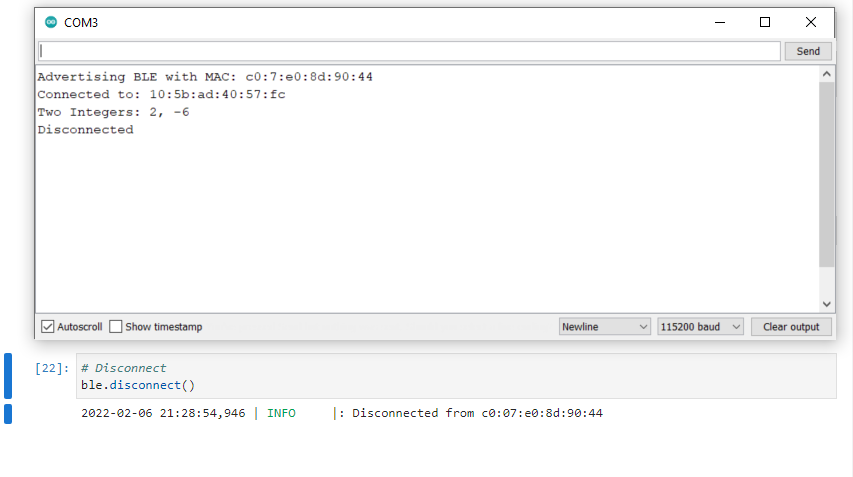 COM3
Send
Advertising BLE with MAC: c0:7:e0:8d:90:44
Connected to: 10:5b:ad:40:57:fc
Two Integers: 2, -6
Disconnected
Autoscroll Show timestamp Newline 115200 baud Clear output
[22]: # Disconnect
ble.disconnect()
2022-02-06 21:28:54,946 | INFO     |: Disconnected from c0:07:e0:8d:90:44